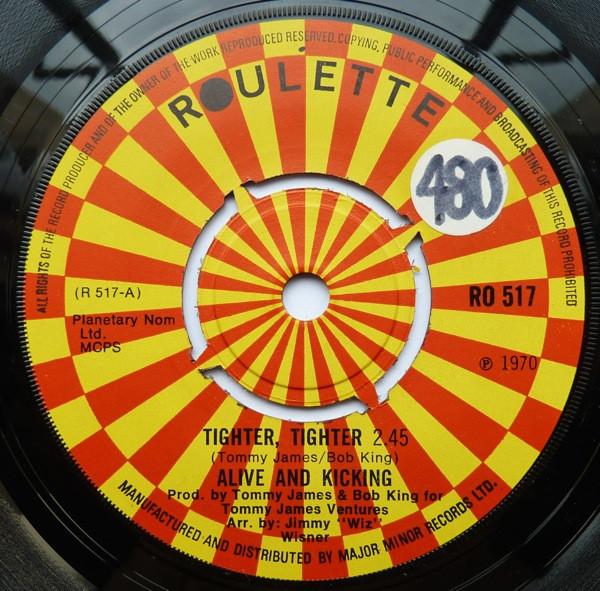 ALL RIGHTS OF THE RECORD PRODUCER AND OF THE OWNER OF THE WORK REPRODUCED RESERVED, COPYING, PUBLIC PERFORMANCE AND BROADCASTING OF THIS RECORD PROHIBITED
ROULETTE
480
(R 517-A)
RO 517
Planetary Nom
Ltd.
MCPS
℗ 1970
TIGHTER, TIGHTER 2.45
(Tommy James/Bob King)
ALIVE AND KICKING
Prod. by Tommy James & Bob King for
Tommy James Ventures
Arr. by: Jimmy "Wiz"
Wisner
MANUFACTURED AND DISTRIBUTED BY MAJOR MINOR RECORDS LTD.